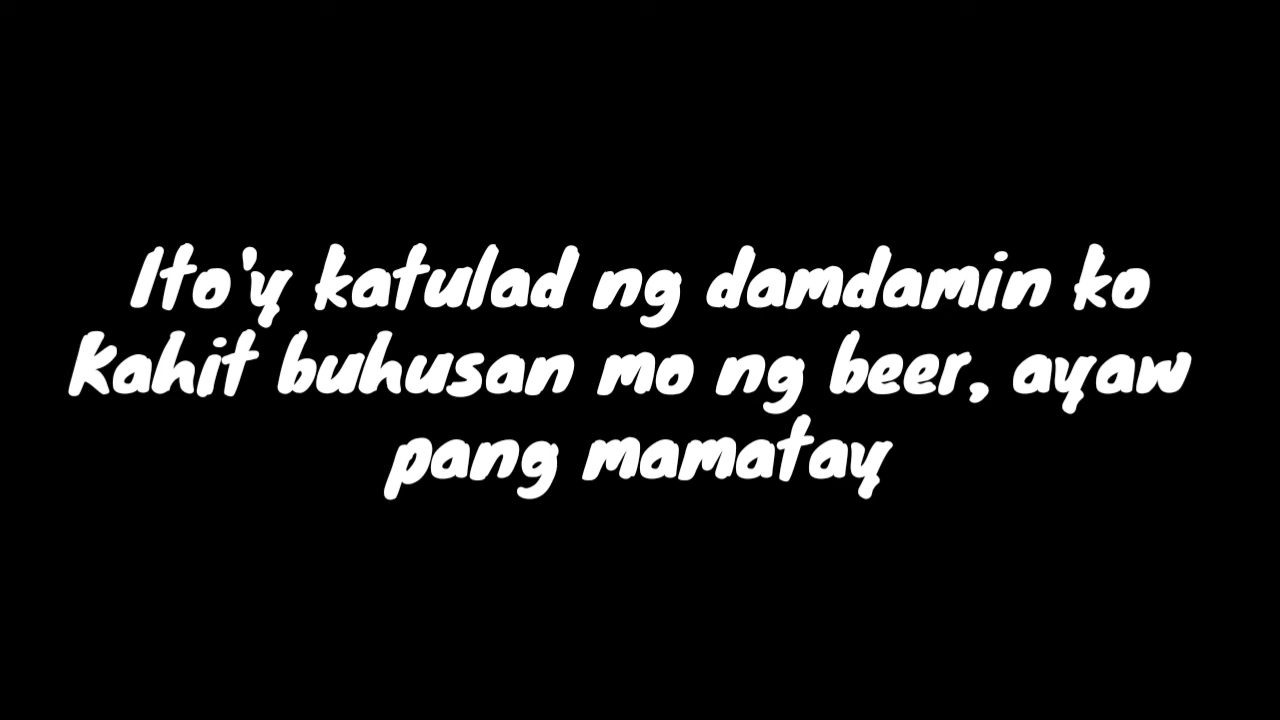 Ito'y katulad ng damdamin ko
Kahit buhusan mo ng beer, ayaw
pang mamatay